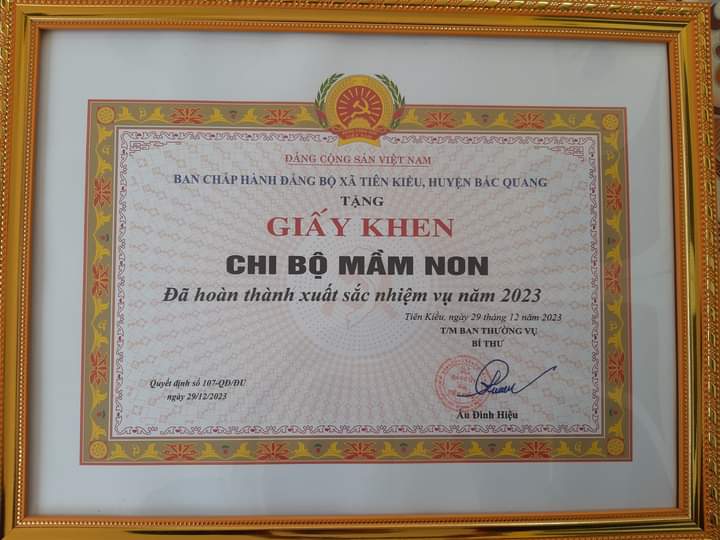 ĐẢNG CỘNG SẢN VIỆT NAM
BAN CHẤP HÀNH ĐẢNG BỘ XÃ TIÊN KIỀU, HUYỆN BẮC QUANG
TẶNG
GIẤY KHEN
CHI BỘ MẦM NON
Đã hoàn thành xuất sắc nhiệm vụ năm 2023
Tiên Kiều, ngày 29 tháng 12 năm 2023
T/M BAN THƯỜNG VỤ
BÍ THƯ
Quyết định số 107-QĐ/ĐU
ngày 29/12/2023
Âu Đình Hiệu